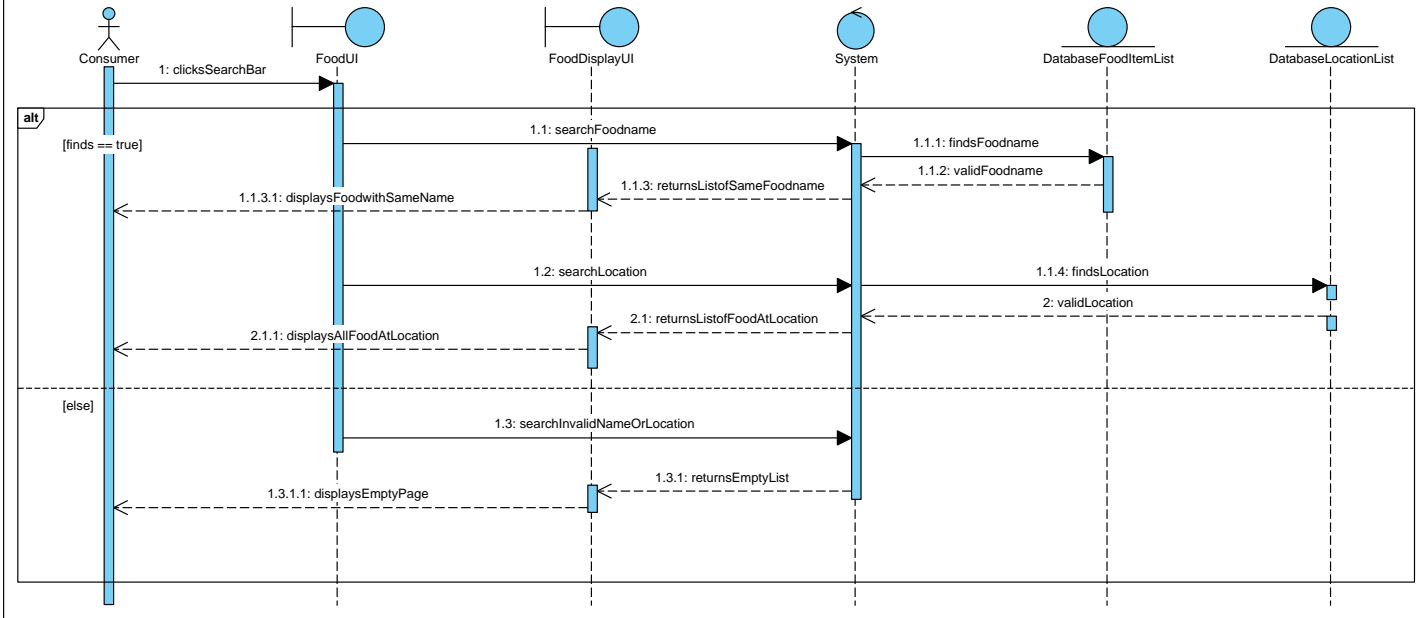 Consumer
FoodUI
FoodDisplayUI
System
DatabaseFoodItemList
DatabaseLocationList
1: clicksSearchBar
alt
[finds == true]
1.1: searchFoodname
1.1.1: findsFoodname
1.1.2: validFoodname
1.1.3: returnsListofSameFoodname
1.1.3.1: displaysFoodwithSameName
1.2: searchLocation
1.1.4: findsLocation
2: validLocation
2.1: returnsListofFoodAtLocation
2.1.1: displaysAllFoodAtLocation
[else]
1.3: searchInvalidNameOrLocation
1.3.1: returnsEmptyList
1.3.1.1: displaysEmptyPage